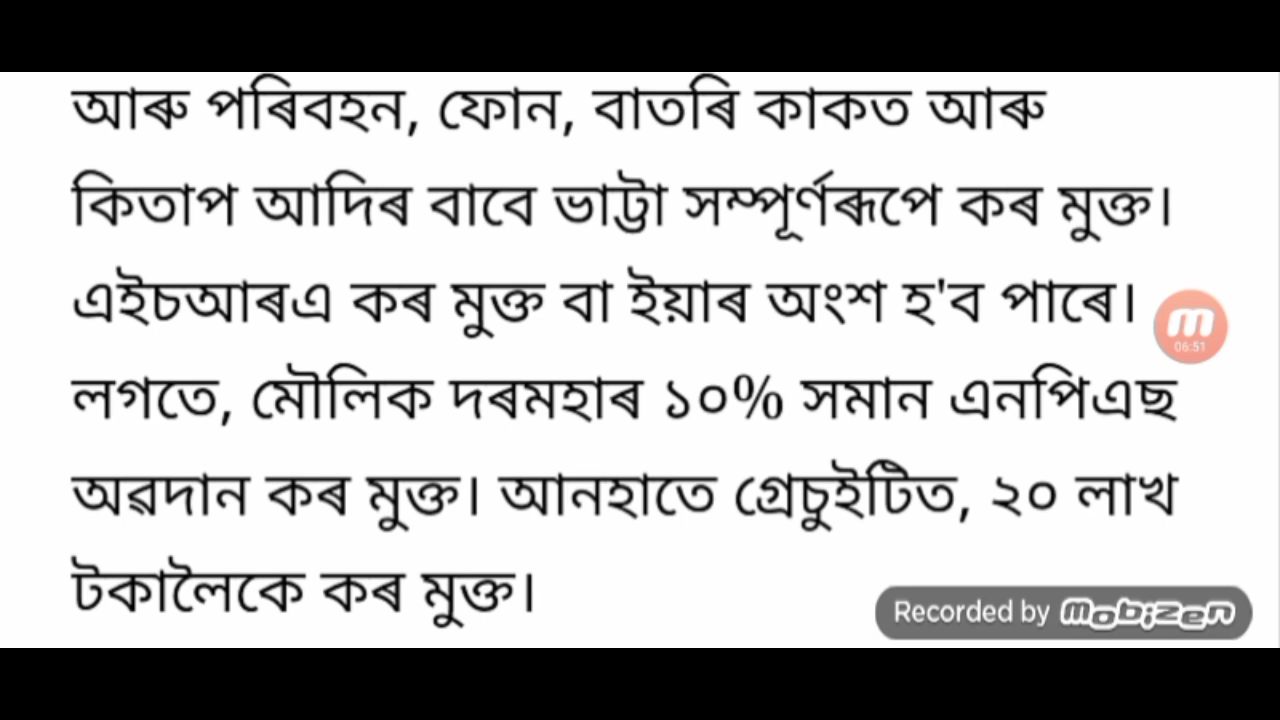 আৰু পৰিবহন, ফোন, বাতৰি কাকত আৰু
কিতাপ আদিৰ বাবে ভাট্টা সম্পূৰ্ণৰূপে কৰ মুক্ত।
এইচআৰএ কৰ মুক্ত বা ইয়াৰ অংশ হ'ব পাৰে।
লগতে, মৌলিক দৰমহাৰ ১০% সমান এনপিএছ
অৱদান কৰ মুক্ত। আনহাতে গ্ৰেচুইটিত, ২০ লাখ
টকালৈকে কৰ মুক্ত।
m
06:51
Recorded by mobizen